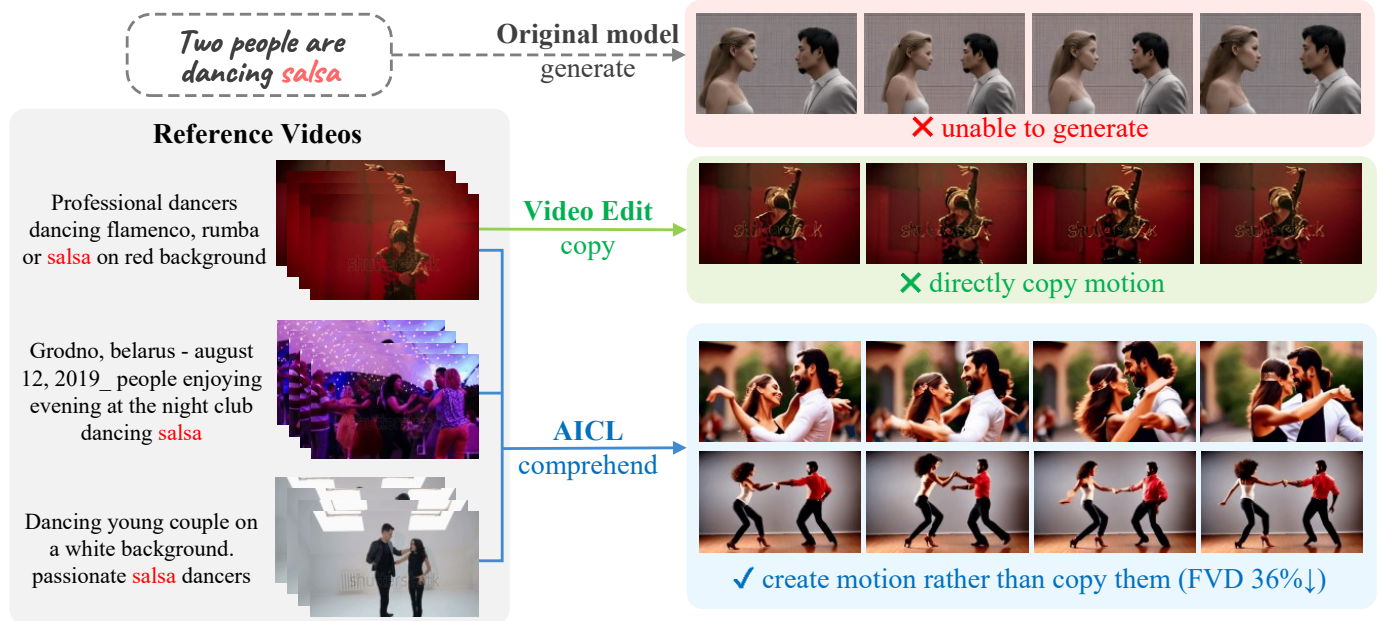 Two people are
dancing salsa
Original model
generate
✕ unable to generate
Reference Videos
Professional dancers
dancing flamenco, rumba
or salsa on red background
Video Edit
copy
✕ directly copy motion
Grodno, belarus - august
12, 2019_ people enjoying
evening at the night club
dancing salsa
AICL
comprehend
Dancing young couple on
a white background.
passionate salsa dancers
✓ create motion rather than copy them (FVD 36%↓)